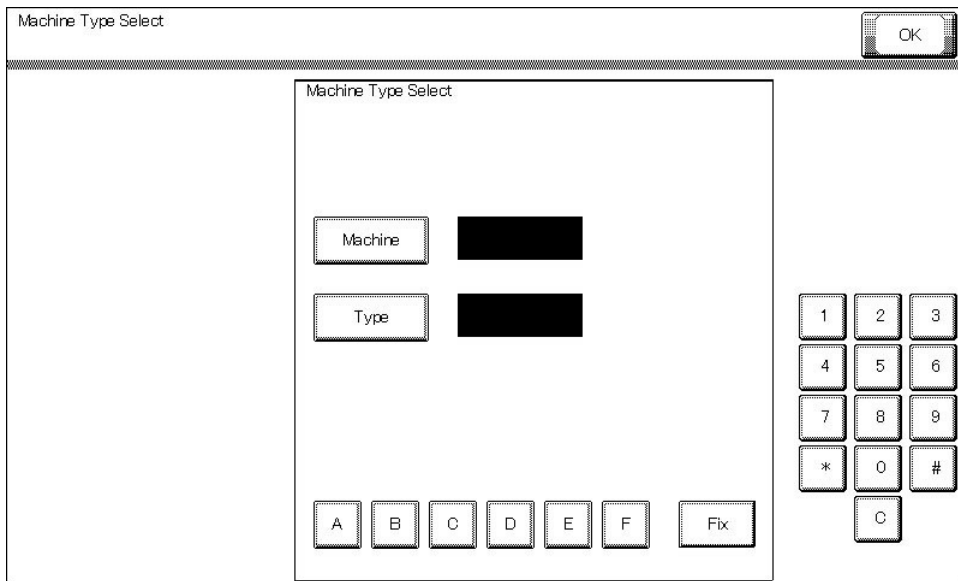 Machine Type Select
OK
Machine Type Select
Machine
Type
1 2 3
4 5 6
7 8 9
* 0 #
A B C D E F Fix
C